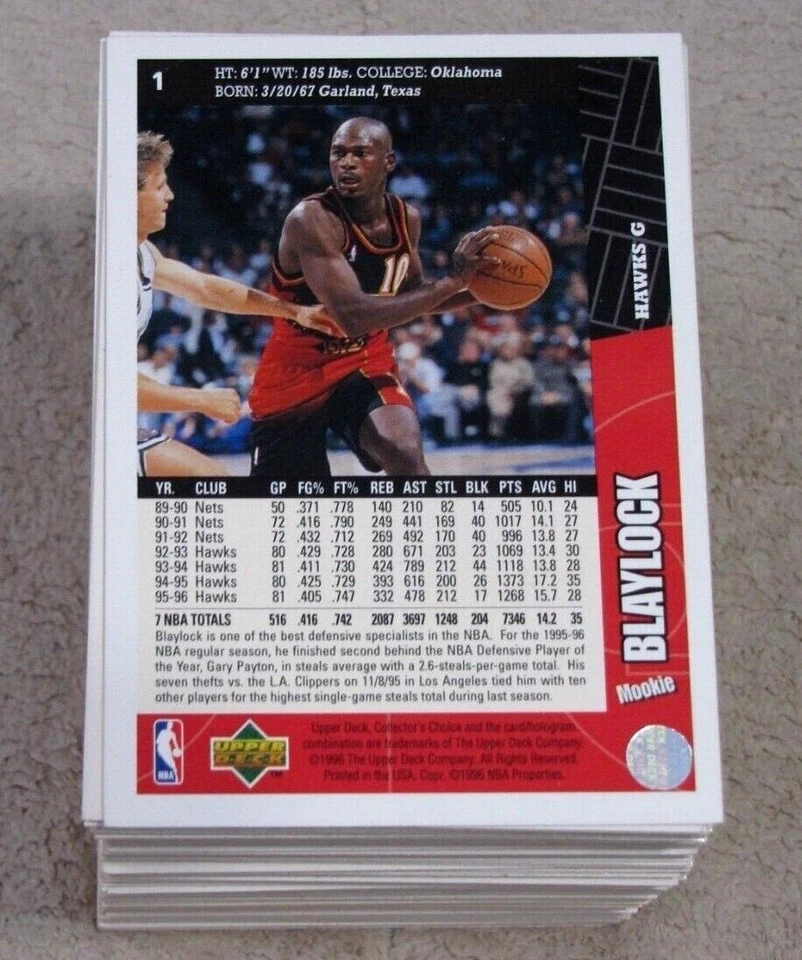 1
HT: 6'1" WT: 185 lbs. COLLEGE: Oklahoma
BORN: 3/20/67 Garland, Texas
10
HAWKS G
BLAYLOCK
Mookie
YR. CLUB GP FG% FT% REB AST STL BLK PTS AVG HI
89-90 Nets 50 .371 .778 140 210 82 14 505 10.1 24
90-91 Nets 72 .416 .790 249 441 169 40 1017 14.1 27
91-92 Nets 72 .432 .712 269 492 170 40 996 13.8 27
92-93 Hawks 80 .429 .728 280 671 203 23 1069 13.4 30
93-94 Hawks 81 .411 .730 424 789 212 44 1118 13.8 28
94-95 Hawks 80 .425 .729 393 616 200 26 1373 17.2 35
95-96 Hawks 81 .405 .747 332 478 212 17 1268 15.7 28
7 NBA TOTALS 516 .416 .742 2087 3697 1248 204 7346 14.2 35
Blaylock is one of the best defensive specialists in the NBA. For the 1995-96
NBA regular season, he finished second behind the NBA Defensive Player of
the Year, Gary Payton, in steals average with a 2.6-steals-per-game total. His
seven thefts vs. the L.A. Clippers on 11/8/95 in Los Angeles tied him with ten
other players for the highest single-game steals total during last season.
NBA
UPPER
DECK
TM
Upper Deck, Collector's Choice and the card/hologram
combination are trademarks of The Upper Deck Company.
©1996 The Upper Deck Company. All Rights Reserved.
Printed in the USA. Copr. ©1996 NBA Properties.